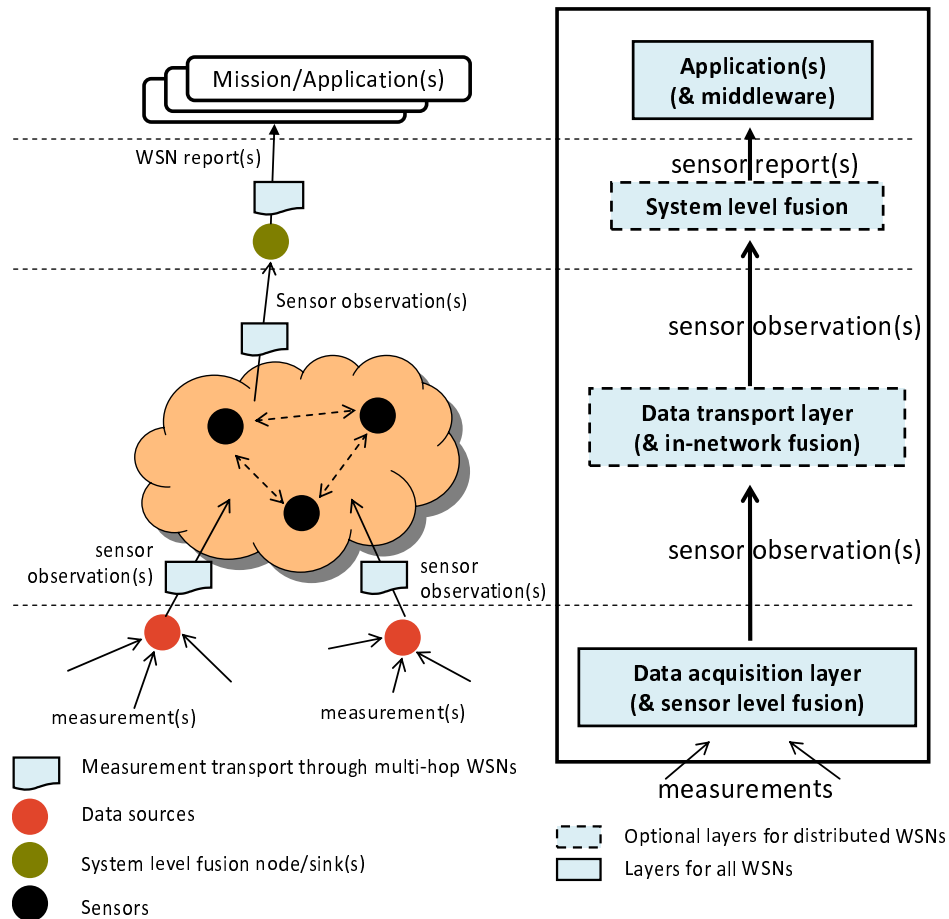 Mission/Application(s)
WSN report(s)
Sensor observation(s)
sensor
observation(s)
sensor
observation(s)
measurement(s)
measurement(s)
Measurement transport through multi-hop WSNs
Data sources
System level fusion node/sink(s)
Sensors
Application(s)
(& middleware)
sensor report(s)
System level fusion
sensor observation(s)
Data transport layer
(& in-network fusion)
sensor observation(s)
Data acquisition layer
(& sensor level fusion)
measurements
Optional layers for distributed WSNs
Layers for all WSNs